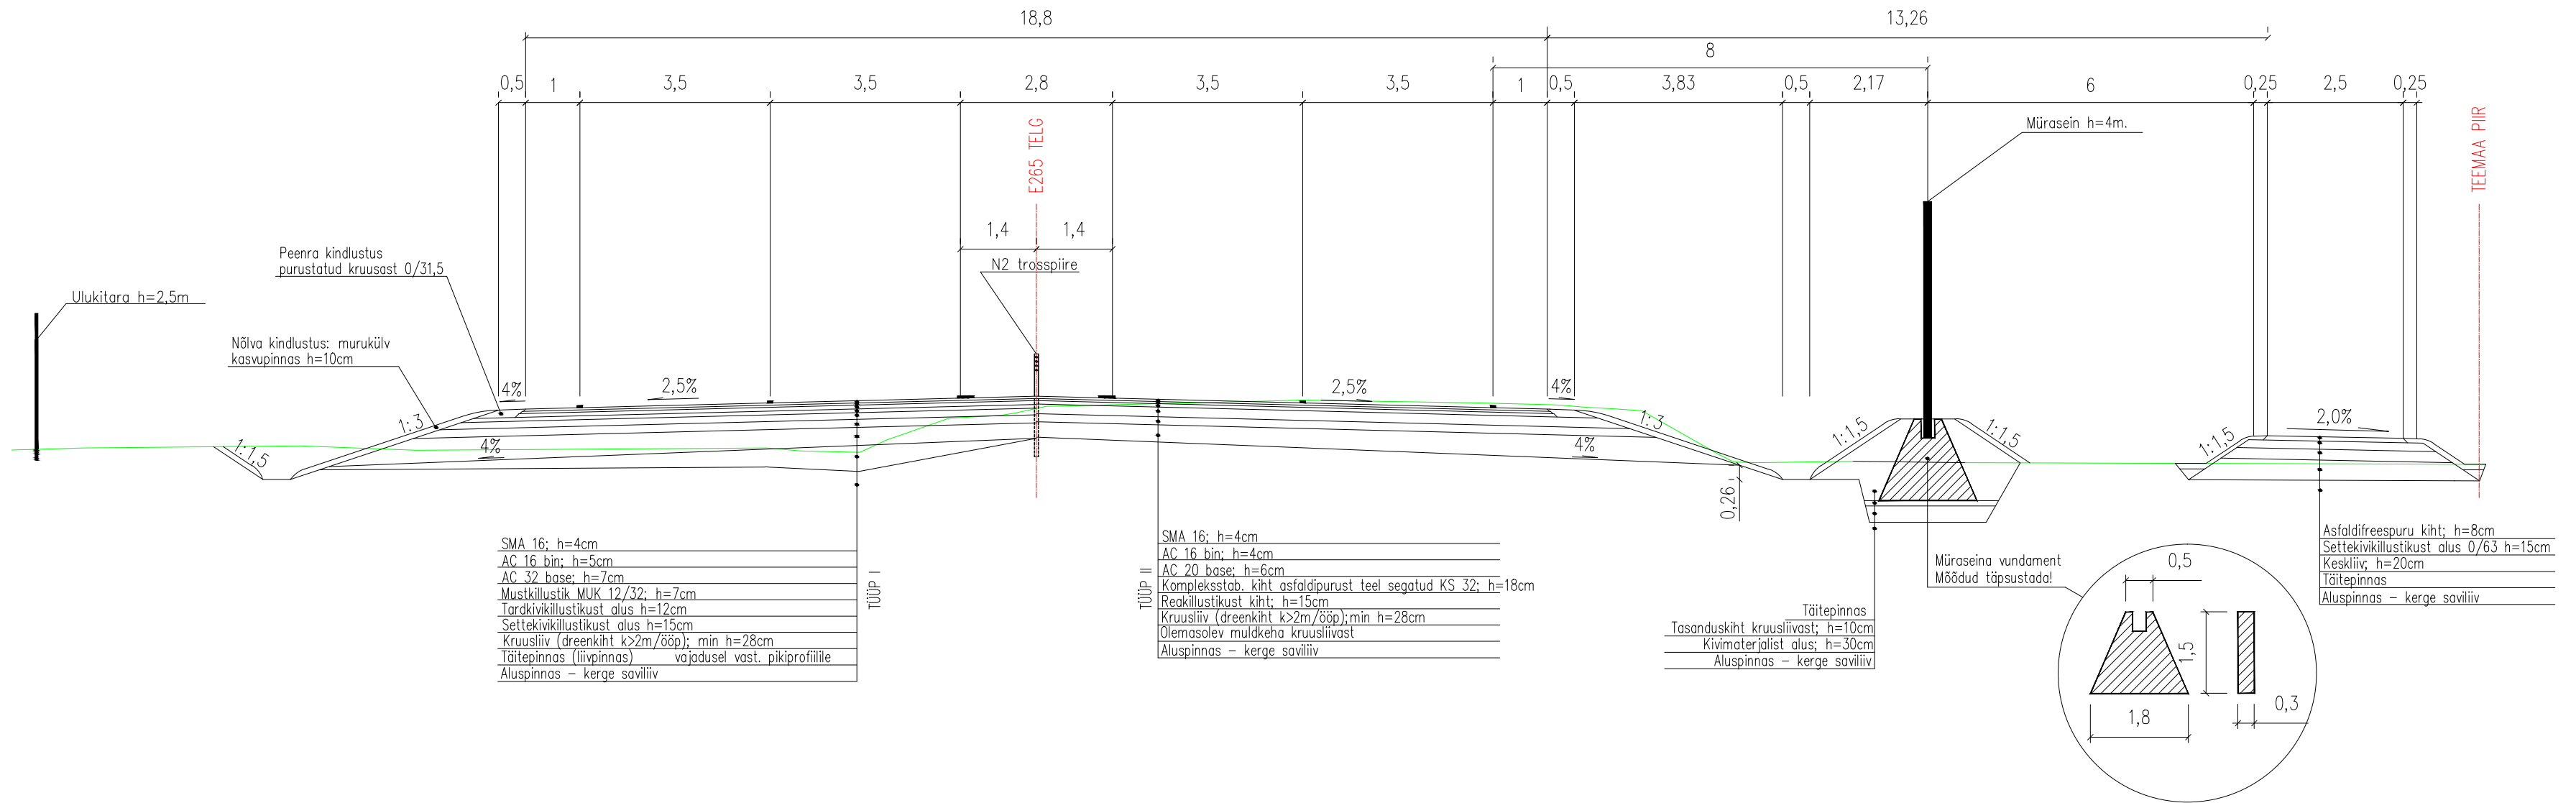 18,8
13,26
8
0,5 1 3,5 3,5 2,8 3,5 3,5 1 0,5 3,83 0,5 2,17 6 0,25 2,5 0,25
E265 TELG
TEEMAA PIIR
Mürasein h=4m.
1,4 1,4
N2 trosspiire
Peenra kindlustus
purustatud kruusast 0/31,5
Ulukitara h=2,5m
Nõlva kindlustus: murukülv
kasvupinnas h=10cm
4% 2,5% 2,5% 4%
1:3 1:3 1:1,5 1:1,5 1:1,5 2,0%
1:1,5 4% 4%
0,26
SMA 16; h=4cm
AC 16 bin; h=5cm
AC 32 base; h=7cm
Mustkillustik MUK 12/32; h=7cm
Tardkivikillustikust alus h=12cm
Settekivikillustikust alus h=15cm
Kruusliiv (dreenkiht k>2m/ööp); min h=28cm
Täitepinnas (liivpinnas) vajadusel vast. pikiprofiilile
Aluspinnas - kerge saviliiv
TÜÜP I
TÜÜP II
SMA 16; h=4cm
AC 16 bin; h=4cm
AC 20 base; h=6cm
Kompleksstab. kiht asfaldipurust teel segatud KS 32; h=18cm
Reakillustikust kiht; h=15cm
Kruusliiv (dreenkiht k>2m/ööp);min h=28cm
Olemasolev muldkeha kruusliivast
Aluspinnas - kerge saviliiv
Täitepinnas
Tasanduskiht kruusliivast; h=10cm
Kivimaterjalist alus; h=30cm
Aluspinnas - kerge saviliiv
Müraseina vundament
Mõõdud täpsustada!
0,5
1,5
1,8
0,3
Asfaldifreespuru kiht; h=8cm
Settekivikillustikust alus 0/63 h=15cm
Keskliiv; h=20cm
Täitepinnas
Aluspinnas - kerge saviliiv